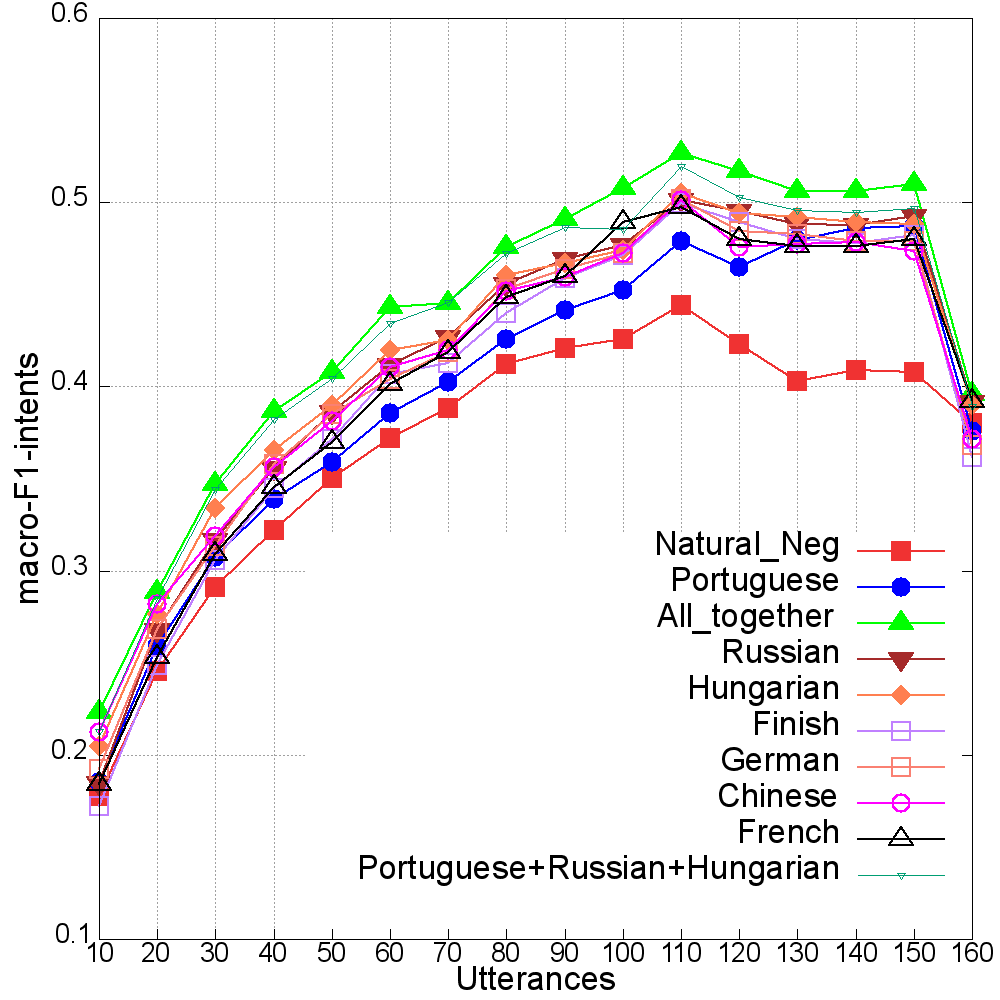 0.6
0.5
0.4
0.3
0.2
0.1
macro-F1-intents
Natural_Neg
Portuguese
All_together
Russian
Hungarian
Finish
German
Chinese
French
Portuguese+Russian+Hungarian
10 20 30 40 50 60 70 80 90 100 110 120 130 140 150 160
Utterances